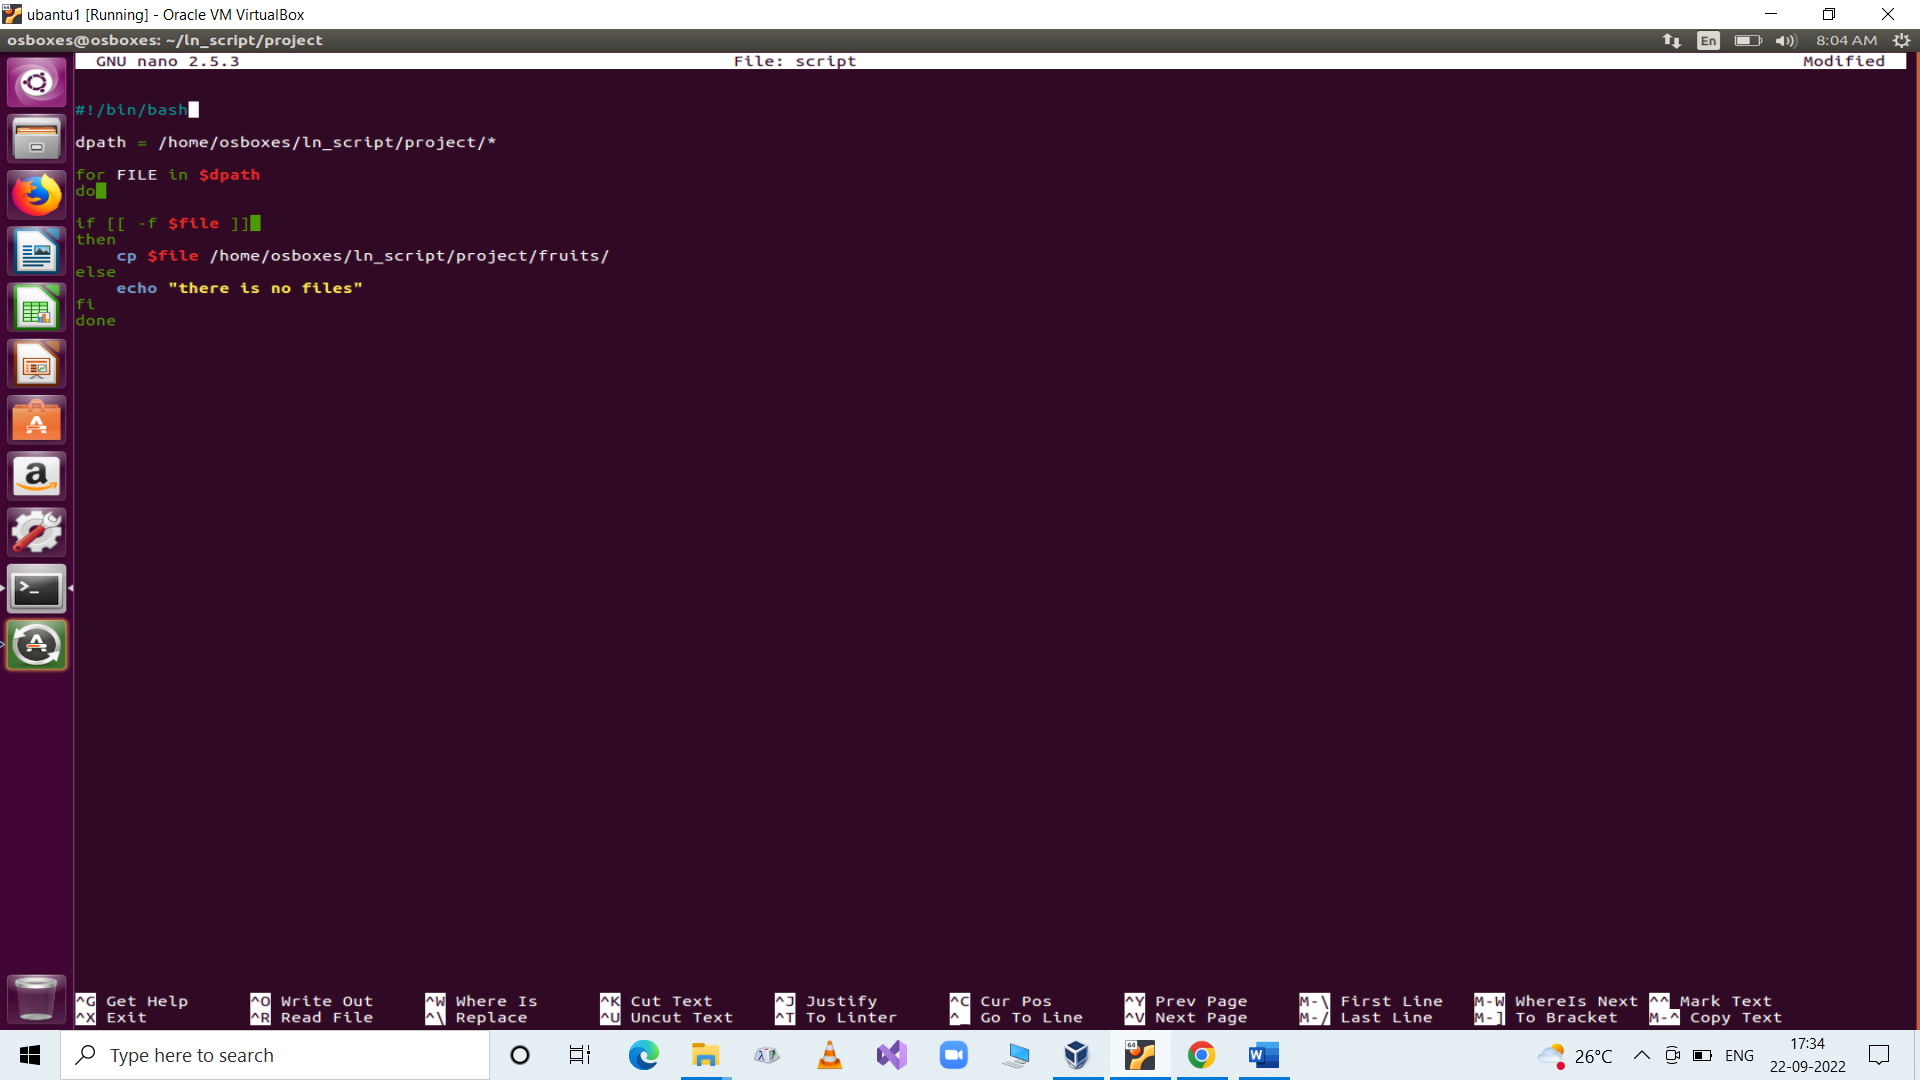 ubantu1 [Running] - Oracle VM VirtualBox
osboxes@osboxes: ~/ln_script/project
En
8:04 AM
GNU nano 2.5.3 File: script Modified
#!/bin/bash
dpath = /home/osboxes/ln_script/project/*
for FILE in $dpath
do
if [[ -f $file ]]
then
cp $file /home/osboxes/ln_script/project/fruits/
else
echo "there is no files"
fi
done
^G Get Help ^O Write Out ^W Where Is ^K Cut Text ^J Justify ^C Cur Pos ^Y Prev Page M-\ First Line M-W WhereIs Next ^^ Mark Text
^X Exit ^R Read File ^\ Replace ^U Uncut Text ^T To Linter ^_ Go To Line ^V Next Page M-/ Last Line M-] To Bracket M-^ Copy Text
Type here to search
26°C
ENG
17:34
22-09-2022